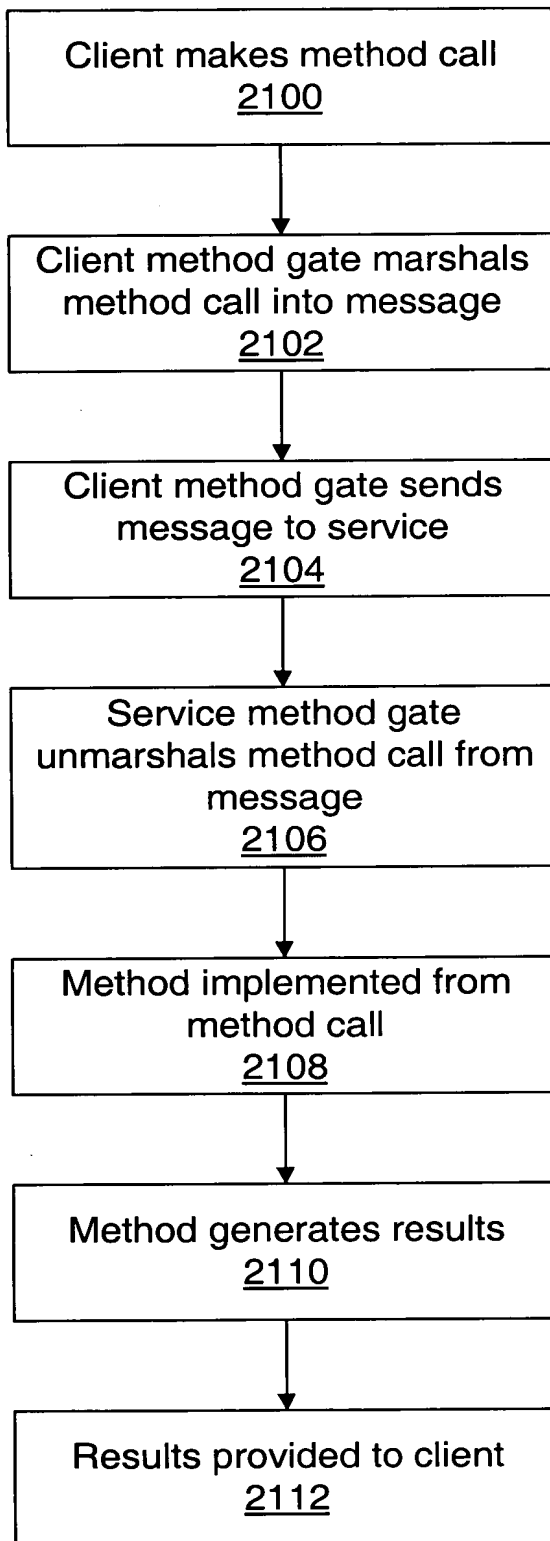 Client makes method call
2100
Client method gate marshals
method call into message
2102
Client method gate sends
message to service
2104
Service method gate
unmarshals method call from
message
2106
Method implemented from
method call
2108
Method generates results
2110
Results provided to client
2112